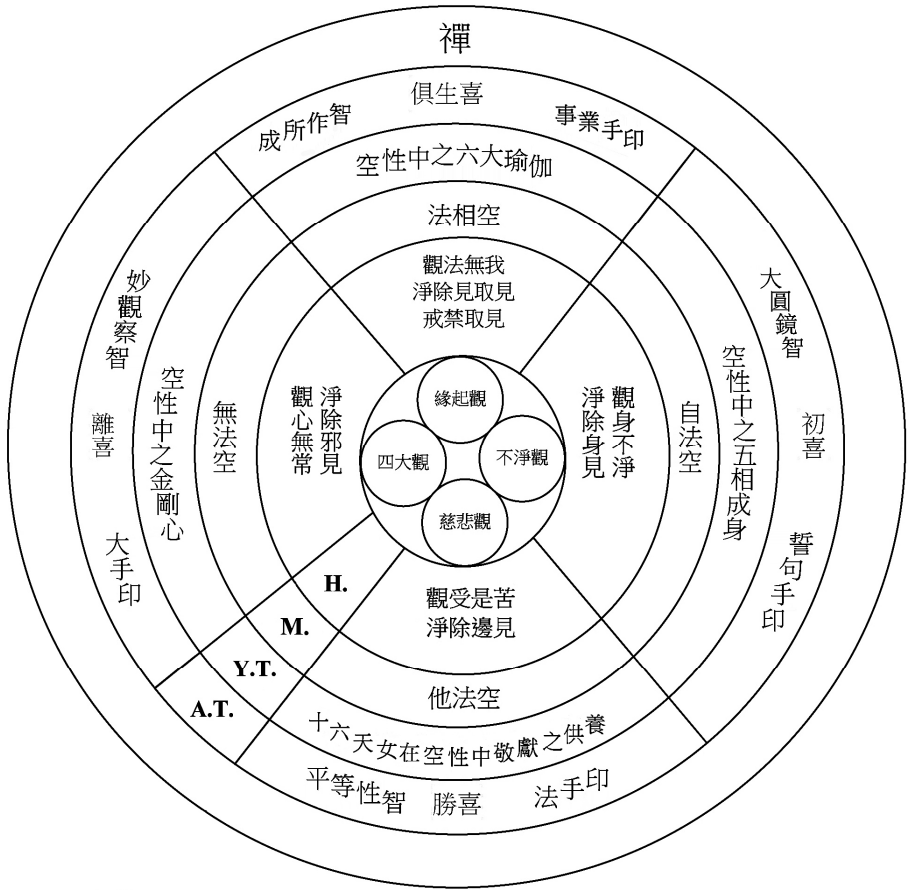 禪
俱生喜
成所作智
事業手印
空性中之六大瑜伽
法相空
觀法無我
淨除見取見
戒禁取見
妙觀察智
離喜
大手印
空性中之金剛心
無法空
淨除邪見
觀心無常
緣起觀
四大觀
不淨觀
慈悲觀
觀身不淨
淨除身見
自法空
空性中之五相成身
大圓鏡智
初喜
誓句手印
H.
M.
Y.T.
A.T.
觀受是苦
淨除邊見
他法空
十六天女在空性中敬獻之供養
平等性智
勝喜
法手印